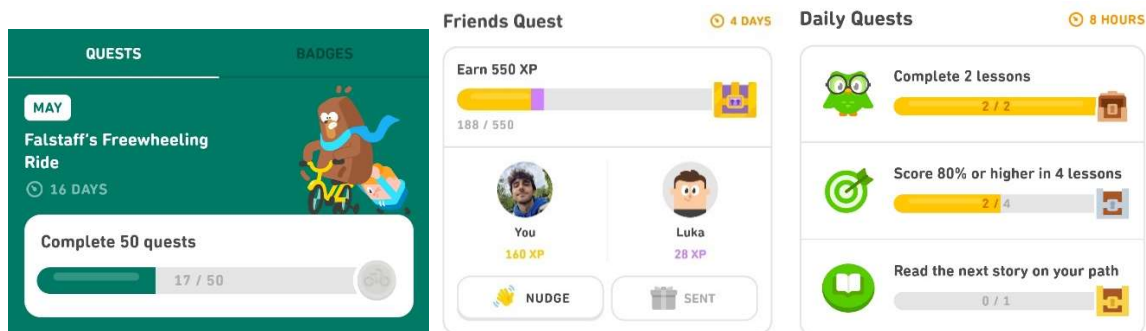 QUESTS
BADGES
MAY
Falstaff's Freewheeling
Ride
16 DAYS
Complete 50 quests
17 / 50
Friends Quest
4 DAYS
Earn 550 XP
188 / 550
You
Luka
160 XP
28 XP
NUDGE
SENT
Daily Quests
8 HOURS
Complete 2 lessons
2 / 2
Score 80% or higher in 4 lessons
2 / 4
Read the next story on your path
0 / 1